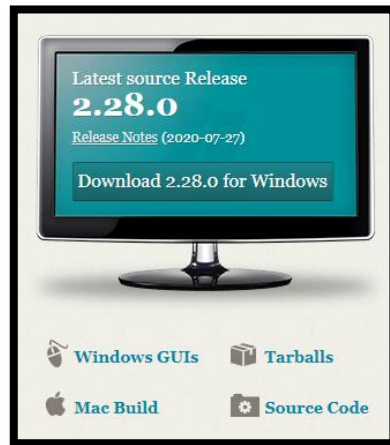 Latest source Release
2.28.0
Release Notes (2020-07-27)
Download 2.28.0 for Windows
Windows GUIs
Tarballs
Mac Build
Source Code